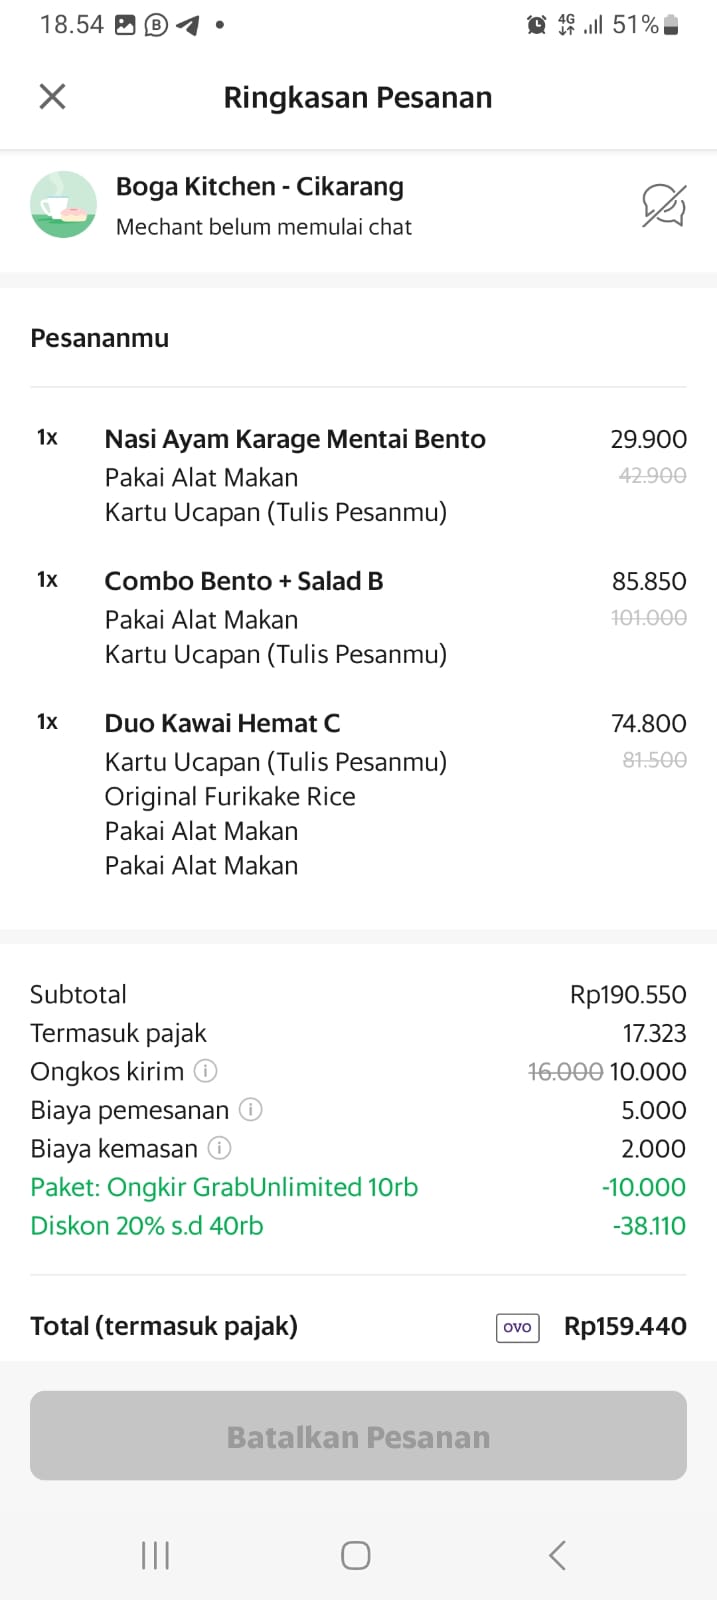 18.54 B 4G 51%
Ringkasan Pesanan
Boga Kitchen - Cikarang
Mechant belum memulai chat
Pesananmu
1x Nasi Ayam Karage Mentai Bento 29.900
Pakai Alat Makan 42.900
Kartu Ucapan (Tulis Pesanmu)
1x Combo Bento + Salad B 85.850
Pakai Alat Makan 101.000
Kartu Ucapan (Tulis Pesanmu)
1x Duo Kawai Hemat C 74.800
Kartu Ucapan (Tulis Pesanmu) 81.500
Original Furikake Rice
Pakai Alat Makan
Pakai Alat Makan
Subtotal Rp190.550
Termasuk pajak 17.323
Ongkos kirim i 16.000 10.000
Biaya pemesanan i 5.000
Biaya kemasan i 2.000
Paket: Ongkir GrabUnlimited 10rb -10.000
Diskon 20% s.d 40rb -38.110
Total (termasuk pajak) OVO Rp159.440
Batalkan Pesanan